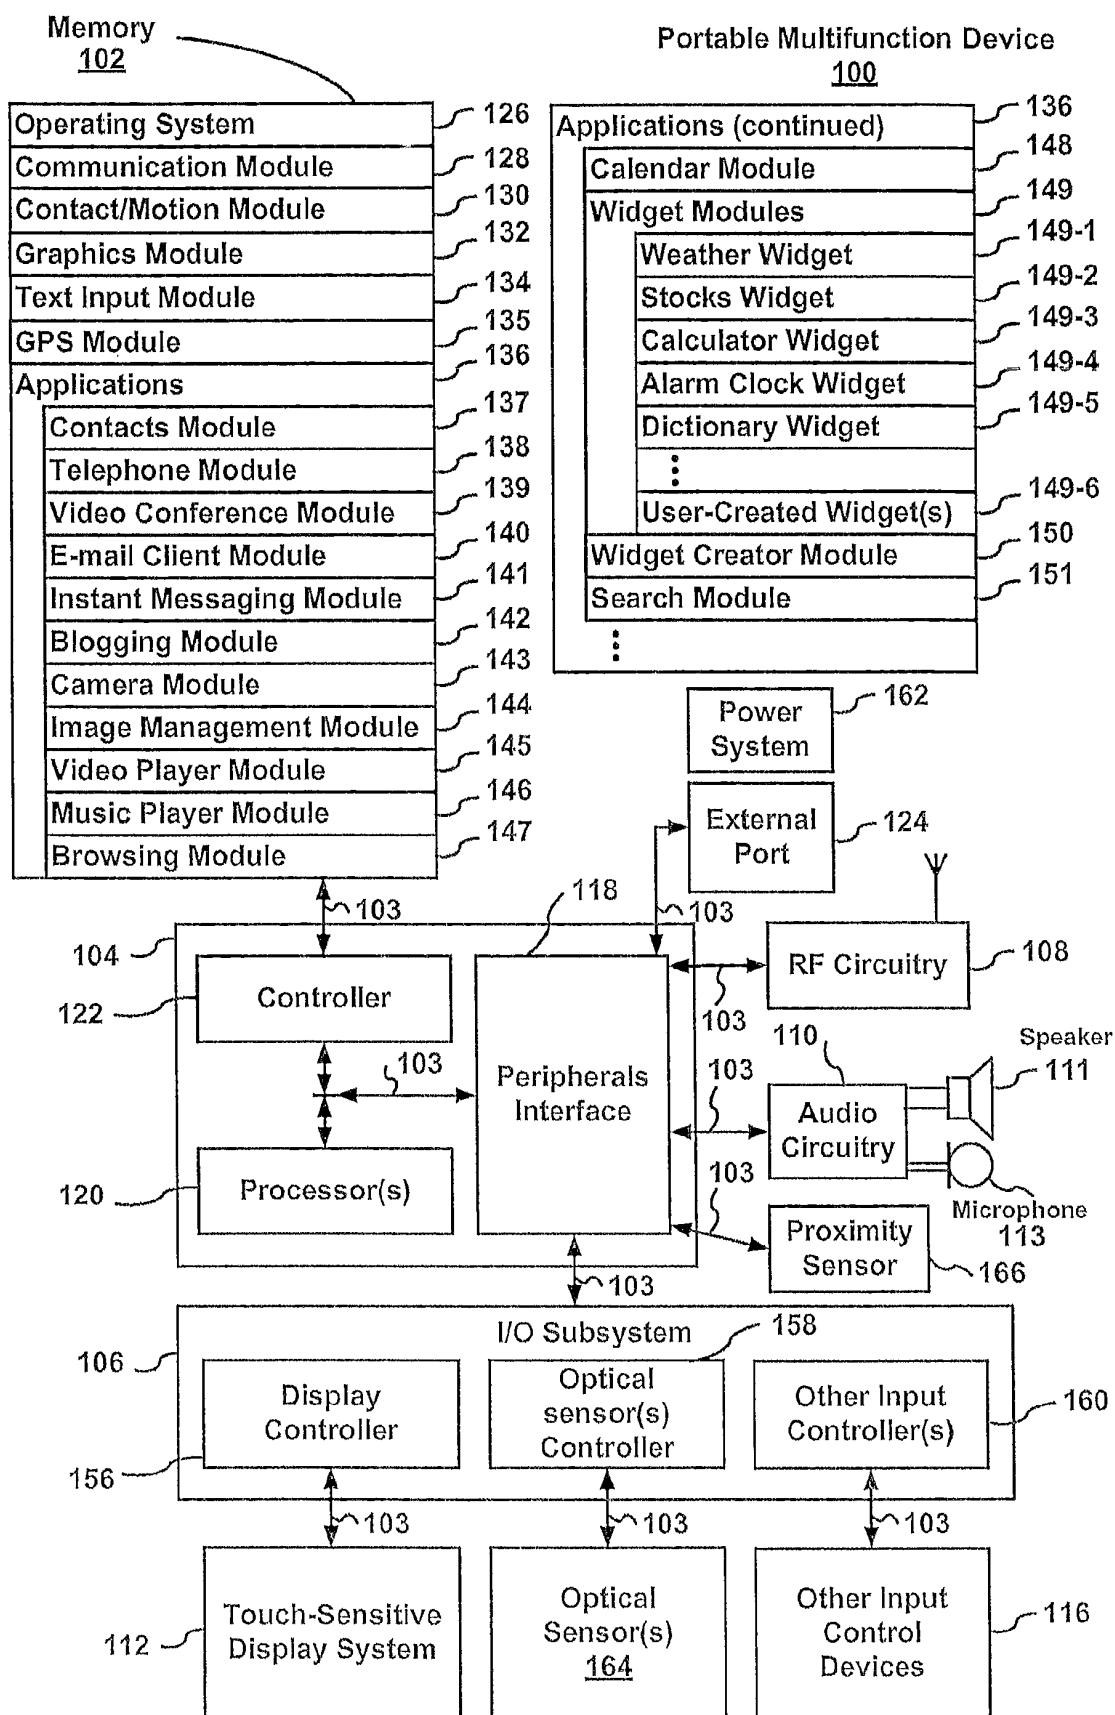 Memory
102
Portable Multifunction Device
100
Operating System
126
Communication Module
128
Contact/Motion Module
130
Graphics Module
132
Text Input Module
134
GPS Module
135
Applications
136
Contacts Module
137
Telephone Module
138
Video Conference Module
139
E-mail Client Module
140
Instant Messaging Module
141
Blogging Module
142
Camera Module
143
Image Management Module
144
Video Player Module
145
Music Player Module
146
Browsing Module
147
Applications (continued)
136
Calendar Module
148
Widget Modules
149
Weather Widget
149-1
Stocks Widget
149-2
Calculator Widget
149-3
Alarm Clock Widget
149-4
Dictionary Widget
149-5
User-Created Widget(s)
149-6
Widget Creator Module
150
Search Module
151
Power
System
162
External
Port
124
103
118
103
104
Controller
122
RF Circuitry
108
103
103
Peripherals
Interface
103
110
Audio
Circuitry
Speaker
111
Processor(s)
120
103
Microphone
113
Proximity
Sensor
166
103
I/O Subsystem
106
158
Display
Controller
156
Optical
sensor(s)
Controller
Other Input
Controller(s)
160
103
103
103
Touch-Sensitive
Display System
112
Optical
Sensor(s)
164
Other Input
Control
Devices
116